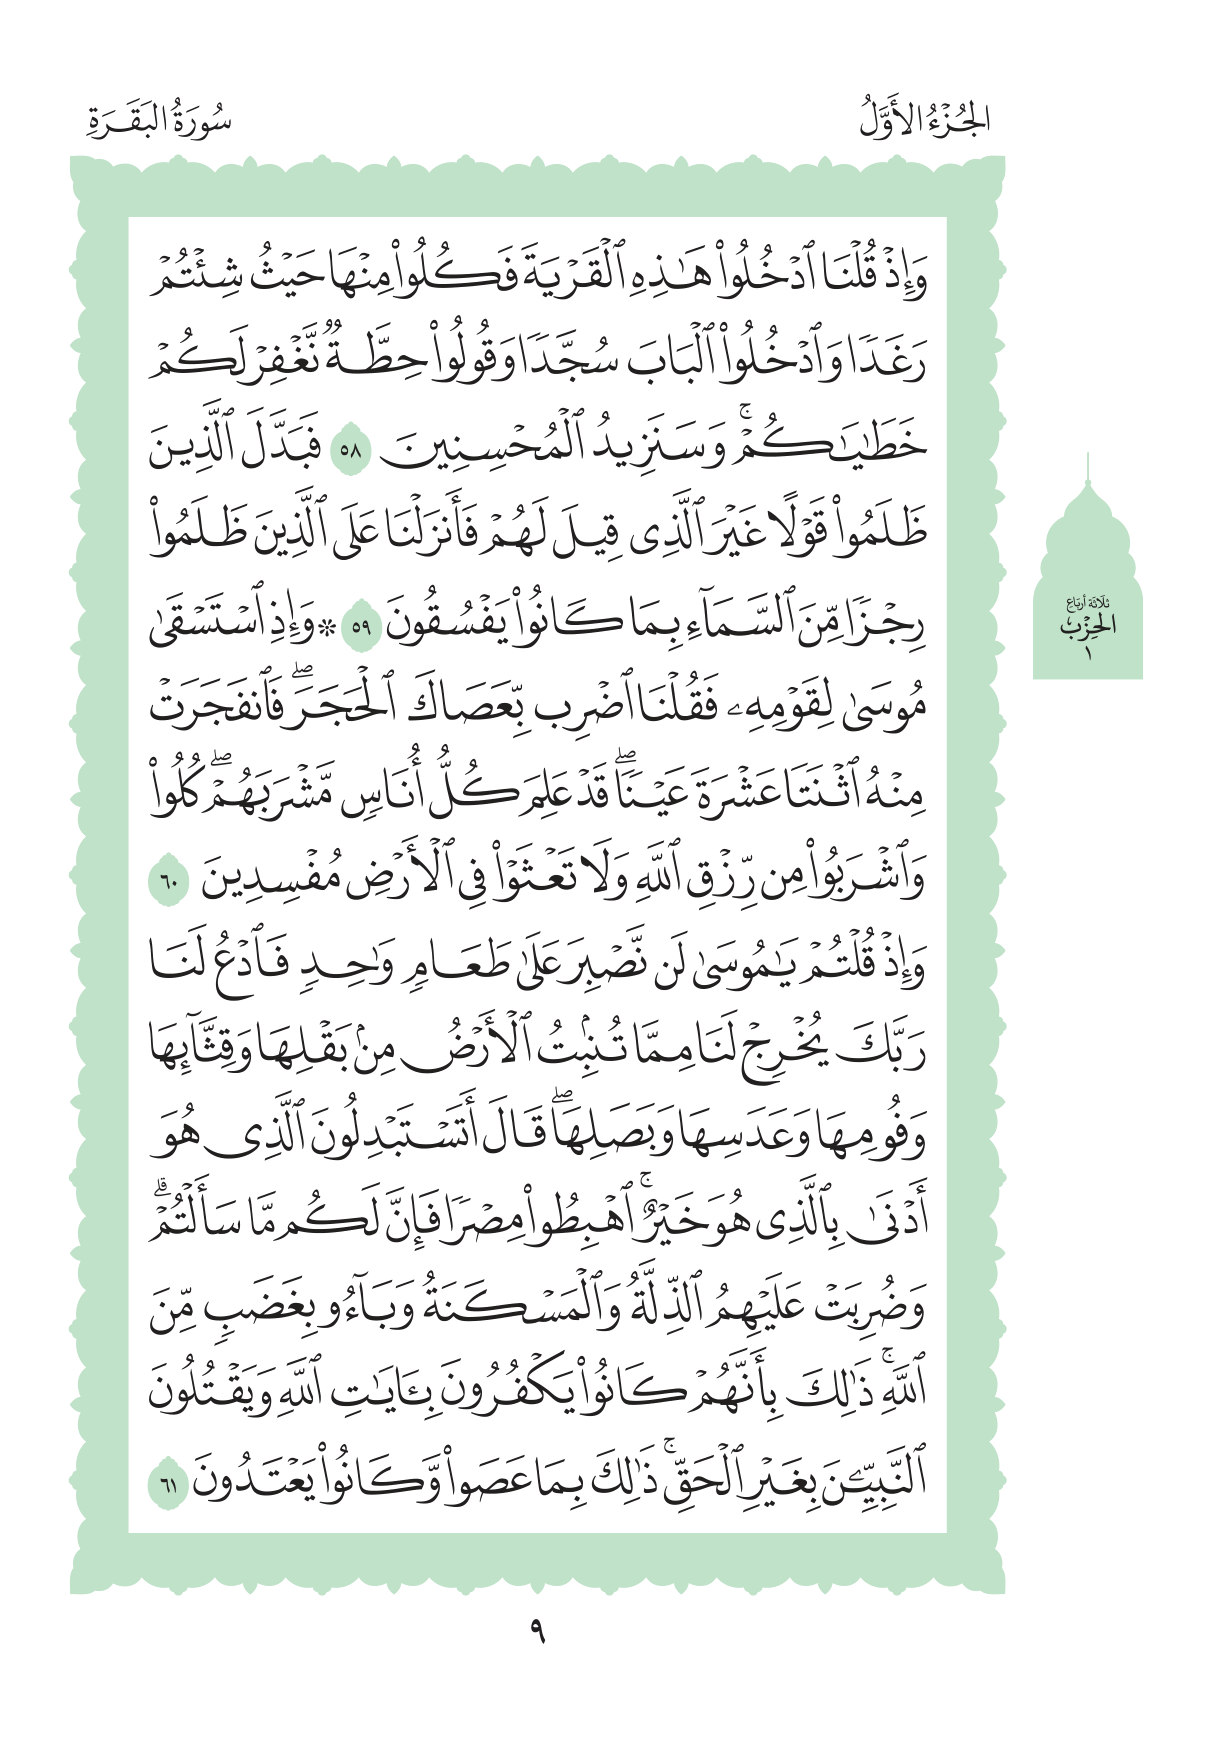 الجُزْءُ الأَوَّلُ
سُورَةُ البَقَرَةِ
وَإِذْ قُلْنَا ٱدْخُلُوا۟ هَـٰذِهِ ٱلْقَرْيَةَ فَكُلُوا۟ مِنْهَا حَيْثُ شِئْتُمْ
رَغَدًا وَٱدْخُلُوا۟ ٱلْبَابَ سُجَّدًا وَقُولُوا۟ حِطَّةٌ نَّغْفِرْ لَكُمْ
خَطَـٰيَـٰكُمْ ۚ وَسَنَزِيدُ ٱلْمُحْسِنِينَ ٥٨ فَبَدَّلَ ٱلَّذِينَ
ظَلَمُوا۟ قَوْلًا غَيْرَ ٱلَّذِى قِيلَ لَهُمْ فَأَنزَلْنَا عَلَى ٱلَّذِينَ ظَلَمُوا۟
رِجْزًا مِّنَ ٱلسَّمَآءِ بِمَا كَانُوا۟ يَفْسُقُونَ ٥٩ * وَإِذِ ٱسْتَسْقَىٰ
مُوسَىٰ لِقَوْمِهِۦ فَقُلْنَا ٱضْرِب بِّعَصَاكَ ٱلْحَجَرَ ۖ فَٱنفَجَرَتْ
مِنْهُ ٱثْنَتَا عَشْرَةَ عَيْنًا ۖ قَدْ عَلِمَ كُلُّ أُنَاسٍ مَّشْرَبَهُمْ ۖ كُلُوا۟
وَٱشْرَبُوا۟ مِن رِّزْقِ ٱللَّهِ وَلَا تَعْثَوْا۟ فِى ٱلْأَرْضِ مُفْسِدِينَ ٦٠
وَإِذْ قُلْتُمْ يَـٰمُوسَىٰ لَن نَّصْبِرَ عَلَىٰ طَعَامٍ وَٰحِدٍ فَٱدْعُ لَنَا
رَبَّكَ يُخْرِجْ لَنَا مِمَّا تُنۢبِتُ ٱلْأَرْضُ مِنۢ بَقْلِهَا وَقِثَّآئِهَا
وَفُومِهَا وَعَدَسِهَا وَبَصَلِهَا ۖ قَالَ أَتَسْتَبْدِلُونَ ٱلَّذِى هُوَ
أَدْنَىٰ بِٱلَّذِى هُوَ خَيْرٌ ۚ ٱهْبِطُوا۟ مِصْرًا فَإِنَّ لَكُم مَّا سَأَلْتُمْ ۗ
وَضُرِبَتْ عَلَيْهِمُ ٱلذِّلَّةُ وَٱلْمَسْكَنَةُ وَبَآءُو بِغَضَبٍ مِّنَ
ٱللَّهِ ۚ ذَٰلِكَ بِأَنَّهُمْ كَانُوا۟ يَكْفُرُونَ بِـَٔايَـٰتِ ٱللَّهِ وَيَقْتُلُونَ
ٱلنَّبِيِّـۧنَ بِغَيْرِ ٱلْحَقِّ ۚ ذَٰلِكَ بِمَا عَصَوا۟ وَّكَانُوا۟ يَعْتَدُونَ ٦١
ثلاثة أرباع
الحِزْب
١
٩